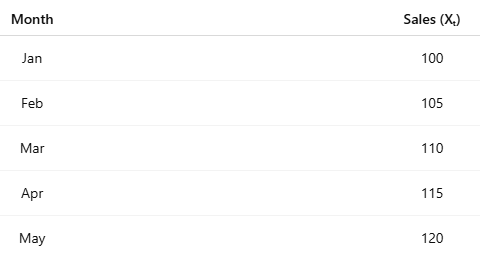 Month Sales (Xₜ)
Jan 100
Feb 105
Mar 110
Apr 115
May 120